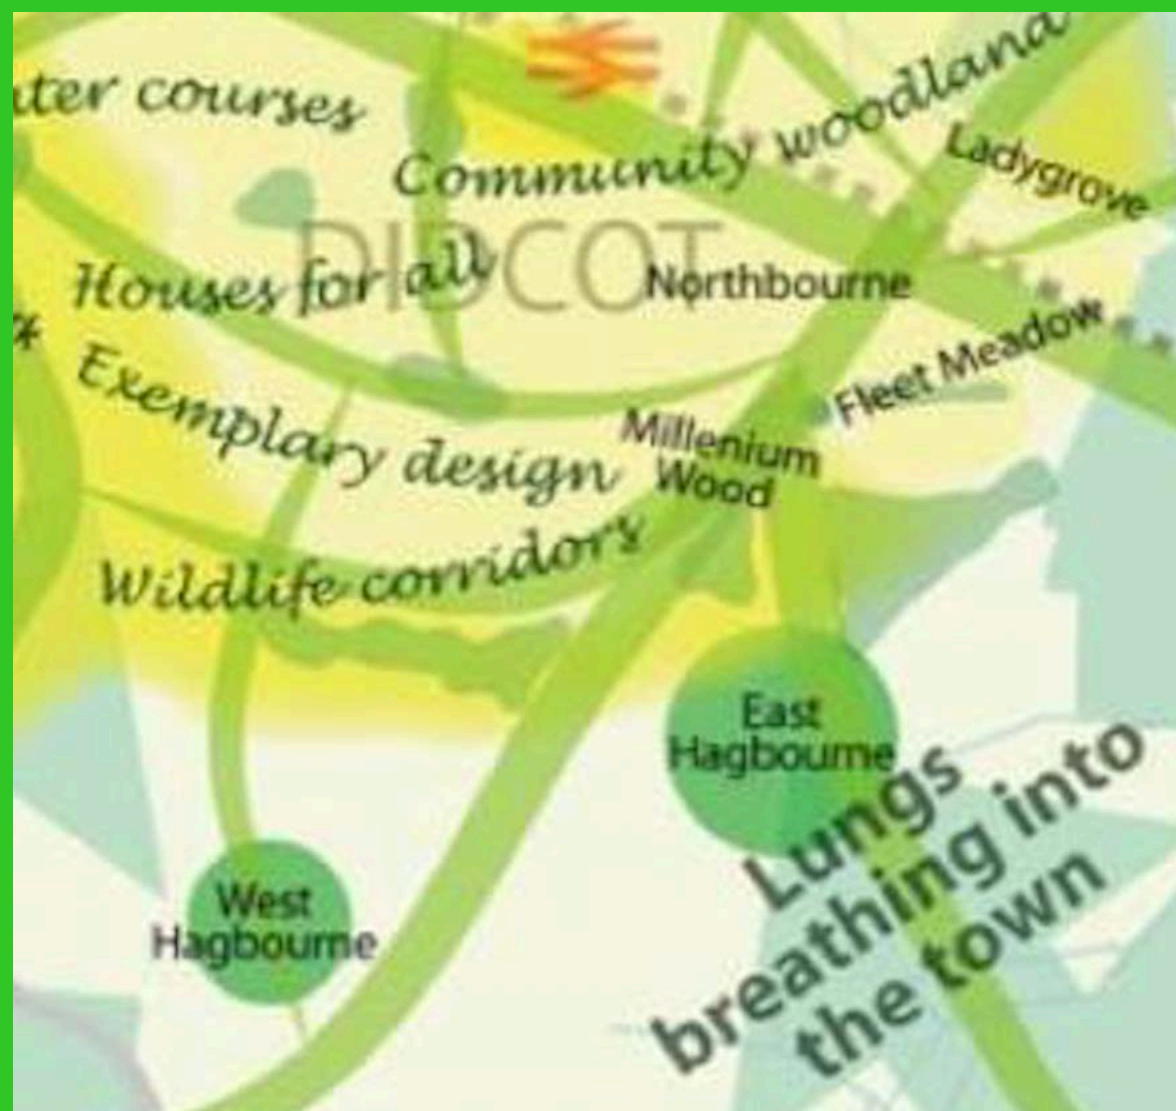 courses
Community woodland
Ladygrove
DIDCOT
Houses for all
Northbourne
Fleet Meadow
Exemplary design
Millenium
Wood
Wildlife corridors
East
Hagbourne
Lungs
breathing into
the town
West
Hagbourne